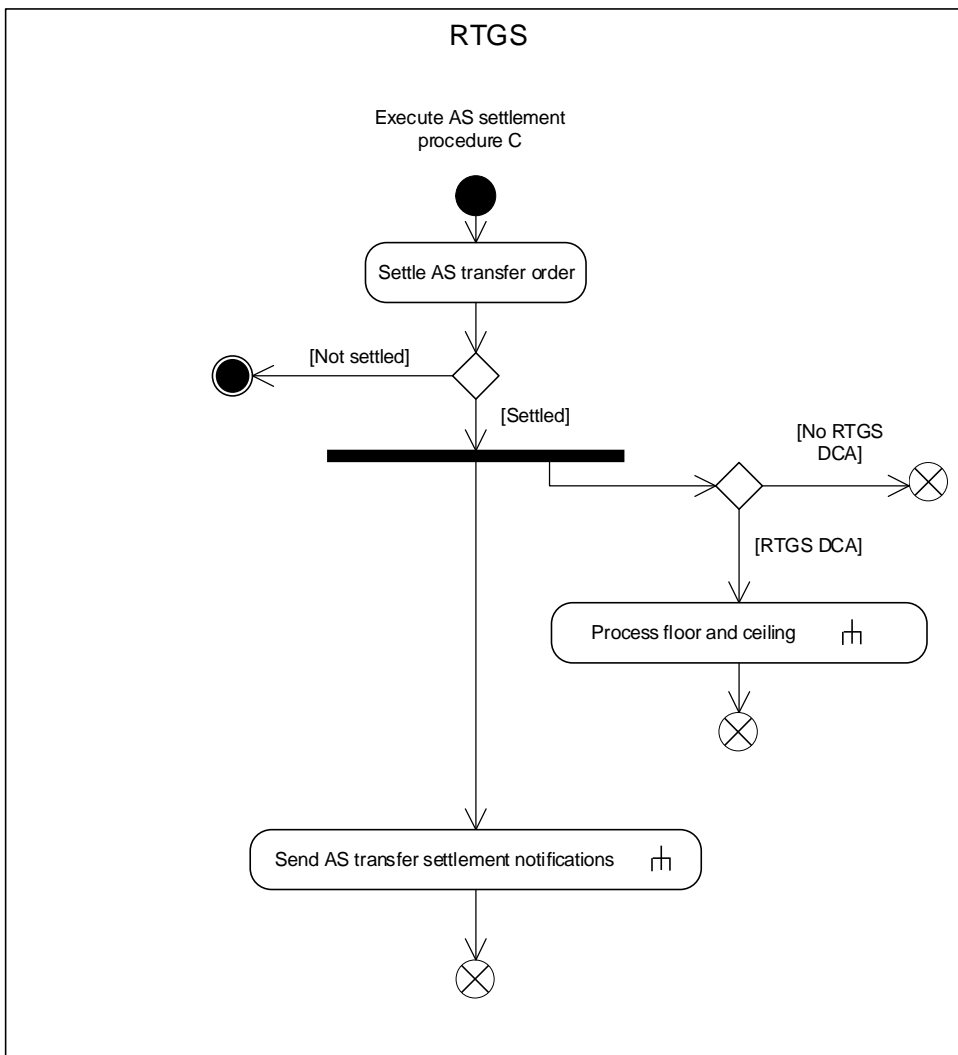 RTGS
Execute AS settlement
procedure C
Settle AS transfer order
[Not settled]
[Settled]
[No RTGS
DCA]
[RTGS DCA]
Process floor and ceiling
Send AS transfer settlement notifications